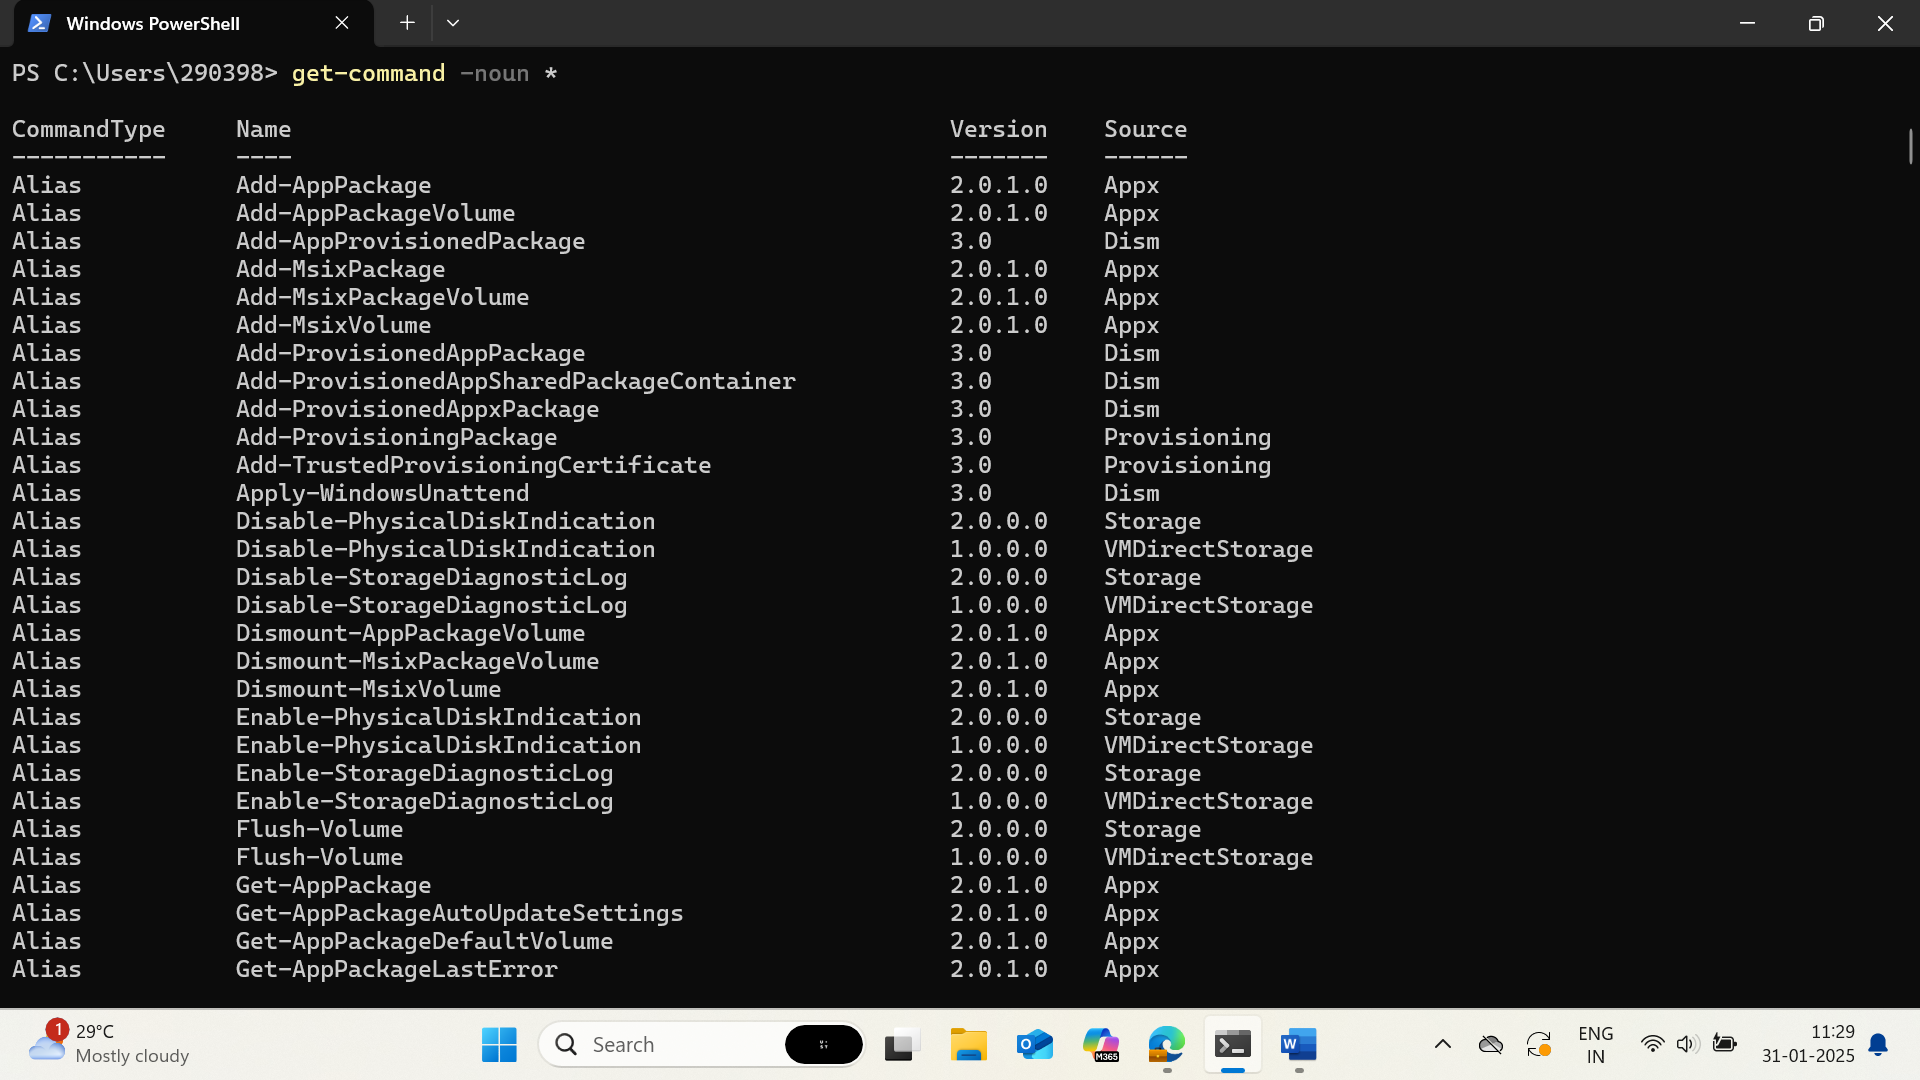 Windows PowerShell
PS C:\Users\290398> get-command -noun *
CommandType Name Version Source
----------- ---- ------- ------
Alias Add-AppPackage 2.0.1.0 Appx
Alias Add-AppPackageVolume 2.0.1.0 Appx
Alias Add-AppProvisionedPackage 3.0 Dism
Alias Add-MsixPackage 2.0.1.0 Appx
Alias Add-MsixPackageVolume 2.0.1.0 Appx
Alias Add-MsixVolume 2.0.1.0 Appx
Alias Add-ProvisionedAppPackage 3.0 Dism
Alias Add-ProvisionedAppSharedPackageContainer 3.0 Dism
Alias Add-ProvisionedAppxPackage 3.0 Dism
Alias Add-ProvisioningPackage 3.0 Provisioning
Alias Add-TrustedProvisioningCertificate 3.0 Provisioning
Alias Apply-WindowsUnattend 3.0 Dism
Alias Disable-PhysicalDiskIndication 2.0.0.0 Storage
Alias Disable-PhysicalDiskIndication 1.0.0.0 VMDirectStorage
Alias Disable-StorageDiagnosticLog 2.0.0.0 Storage
Alias Disable-StorageDiagnosticLog 1.0.0.0 VMDirectStorage
Alias Dismount-AppPackageVolume 2.0.1.0 Appx
Alias Dismount-MsixPackageVolume 2.0.1.0 Appx
Alias Dismount-MsixVolume 2.0.1.0 Appx
Alias Enable-PhysicalDiskIndication 2.0.0.0 Storage
Alias Enable-PhysicalDiskIndication 1.0.0.0 VMDirectStorage
Alias Enable-StorageDiagnosticLog 2.0.0.0 Storage
Alias Enable-StorageDiagnosticLog 1.0.0.0 VMDirectStorage
Alias Flush-Volume 2.0.0.0 Storage
Alias Flush-Volume 1.0.0.0 VMDirectStorage
Alias Get-AppPackage 2.0.1.0 Appx
Alias Get-AppPackageAutoUpdateSettings 2.0.1.0 Appx
Alias Get-AppPackageDefaultVolume 2.0.1.0 Appx
Alias Get-AppPackageLastError 2.0.1.0 Appx
1 29°C
Mostly cloudy
Search
M365
ENG
IN
11:29
31-01-2025